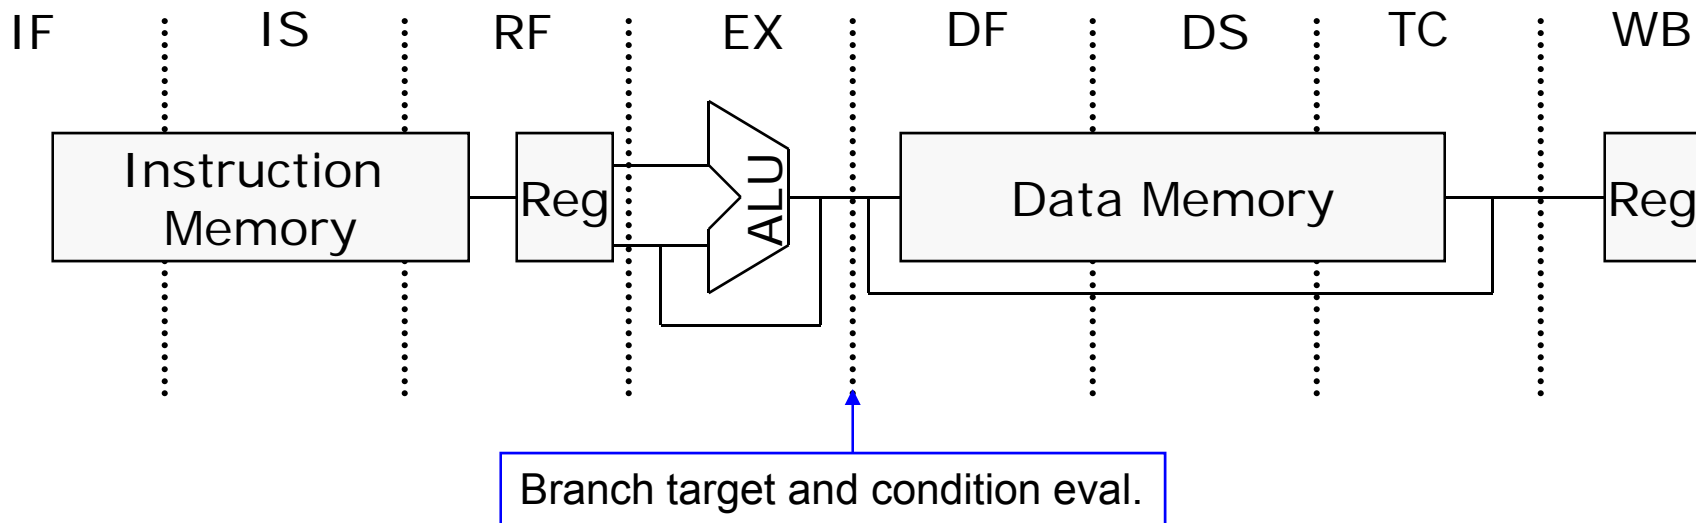 IF IS RF EX DF DS TC WB
Instruction
Memory
Reg
ALU
Data Memory
Reg
Branch target and condition eval.